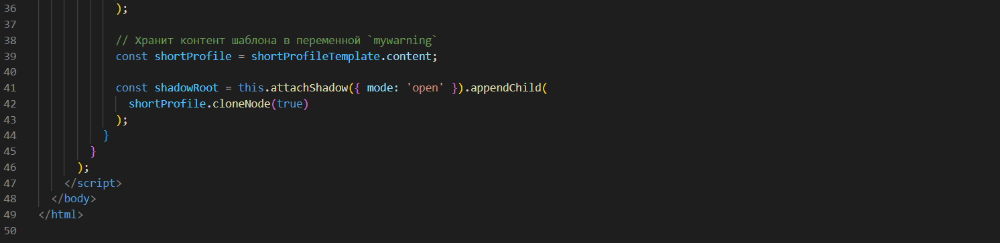 36 );
37
38 // Хранит контент шаблона в переменной `mywarning`
39 const shortProfile = shortProfileTemplate.content;
40
41 const shadowRoot = this.attachShadow({ mode: 'open' }).appendChild(
42 shortProfile.cloneNode(true)
43 );
44 }
45 }
46 );
47 </script>
48 </body>
49 </html>
50